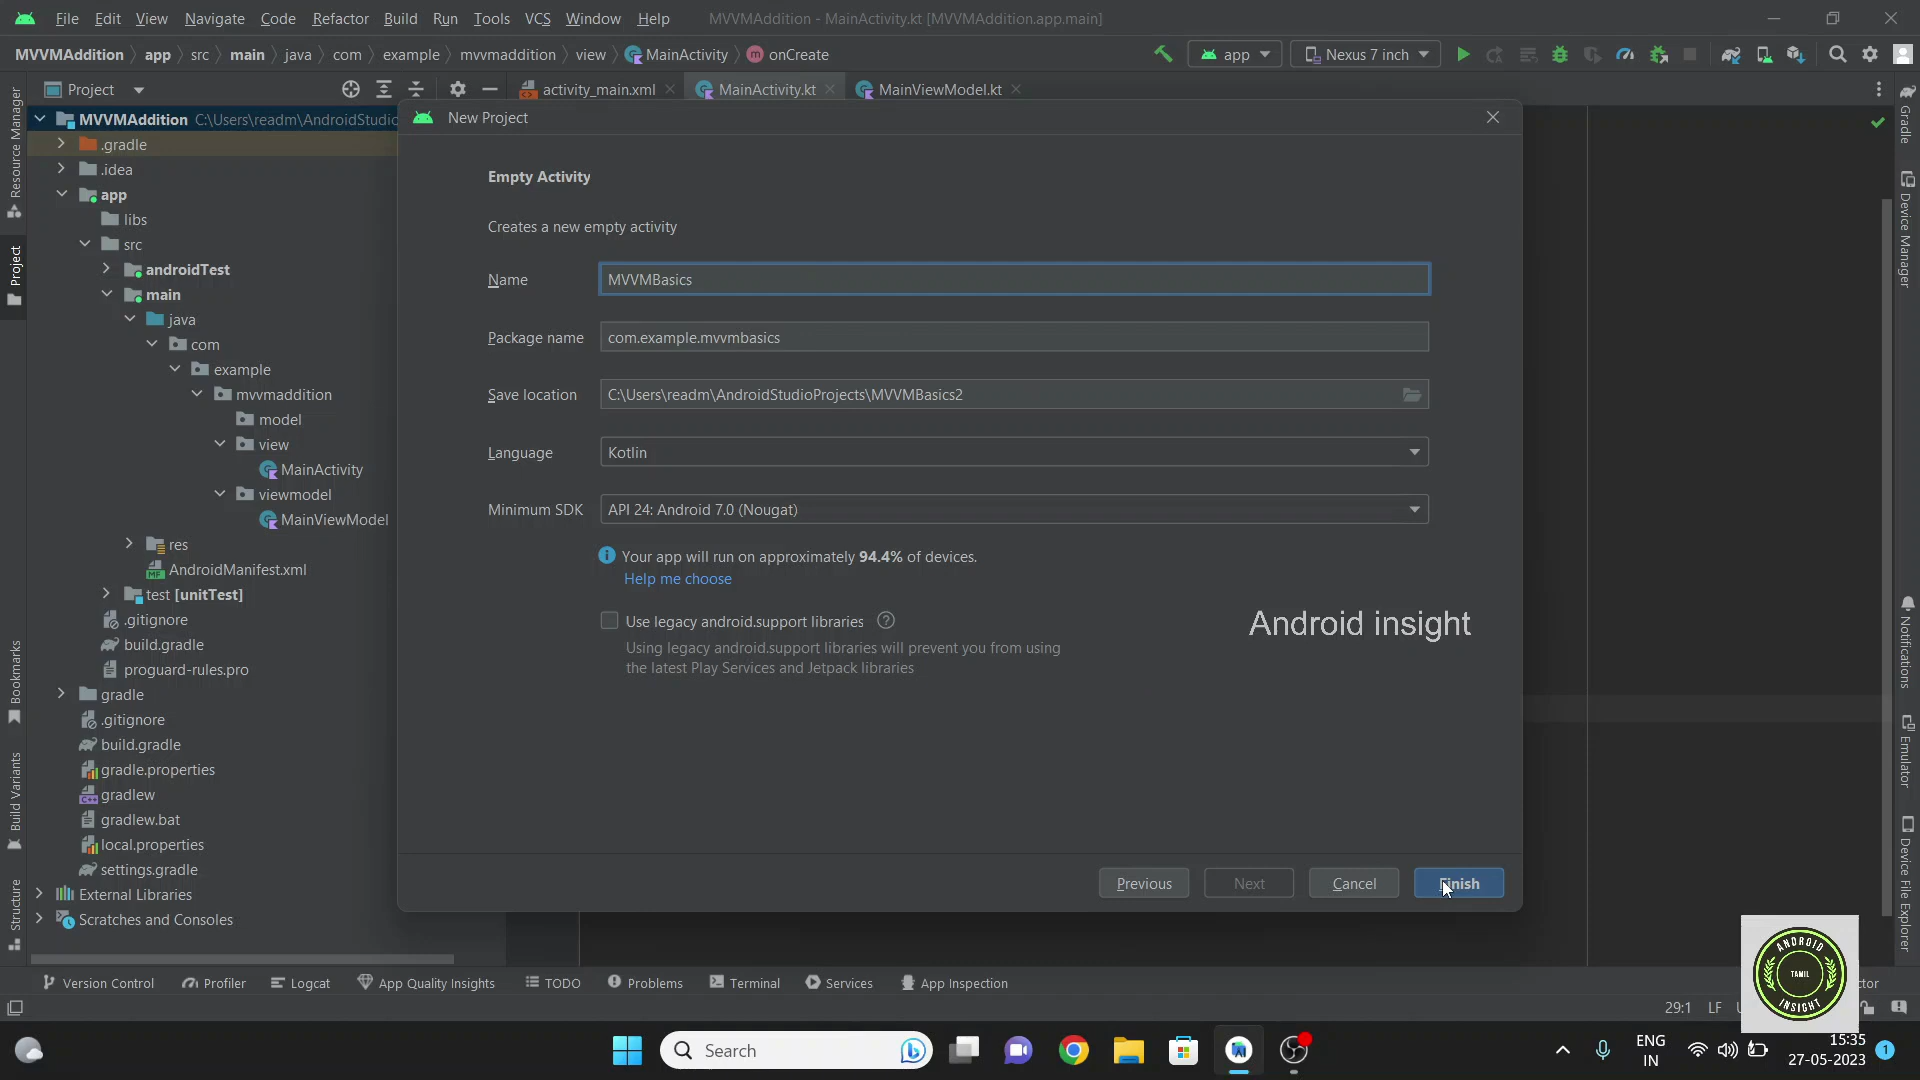 File Edit View Navigate Code Refactor Build Run Tools VCS Window Help MVVMAddition - MainActivity.kt [MVVMAddition.app.main]
MVVMAddition app src main java com example mvvmaddition view MainActivity onCreate app Nexus 7 inch
Project activity_main.xml MainActivity.kt MainViewModel.kt
Resource Manager
Project
Bookmarks
Build Variants
Structure
MVVMAddition C:\Users\readm\AndroidStudio
.gradle
.idea
app
libs
src
androidTest
main
java
com
example
mvvmaddition
model
view
MainActivity
viewmodel
MainViewModel
res
AndroidManifest.xml
test [unitTest]
.gitignore
build.gradle
proguard-rules.pro
gradle
.gitignore
build.gradle
gradle.properties
gradlew
gradlew.bat
local.properties
settings.gradle
External Libraries
Scratches and Consoles
New Project
Empty Activity
Creates a new empty activity
Name MVVMBasics
Package name com.example.mvvmbasics
Save location C:\Users\readm\AndroidStudioProjects\MVVMBasics2
Language Kotlin
Minimum SDK API 24: Android 7.0 (Nougat)
Your app will run on approximately 94.4% of devices.
Help me choose
Use legacy android.support libraries
Using legacy android.support libraries will prevent you from using
the latest Play Services and Jetpack libraries
Android insight
Previous Next Cancel Finish
Gradle
Device Manager
Notifications
Emulator
Device File Explorer
Version Control Profiler Logcat App Quality Insights TODO Problems Terminal Services App Inspection
29:1 LF
ANDROID
TAMIL
INSIGHT
Search
ENG
IN
15:35
27-05-2023
1